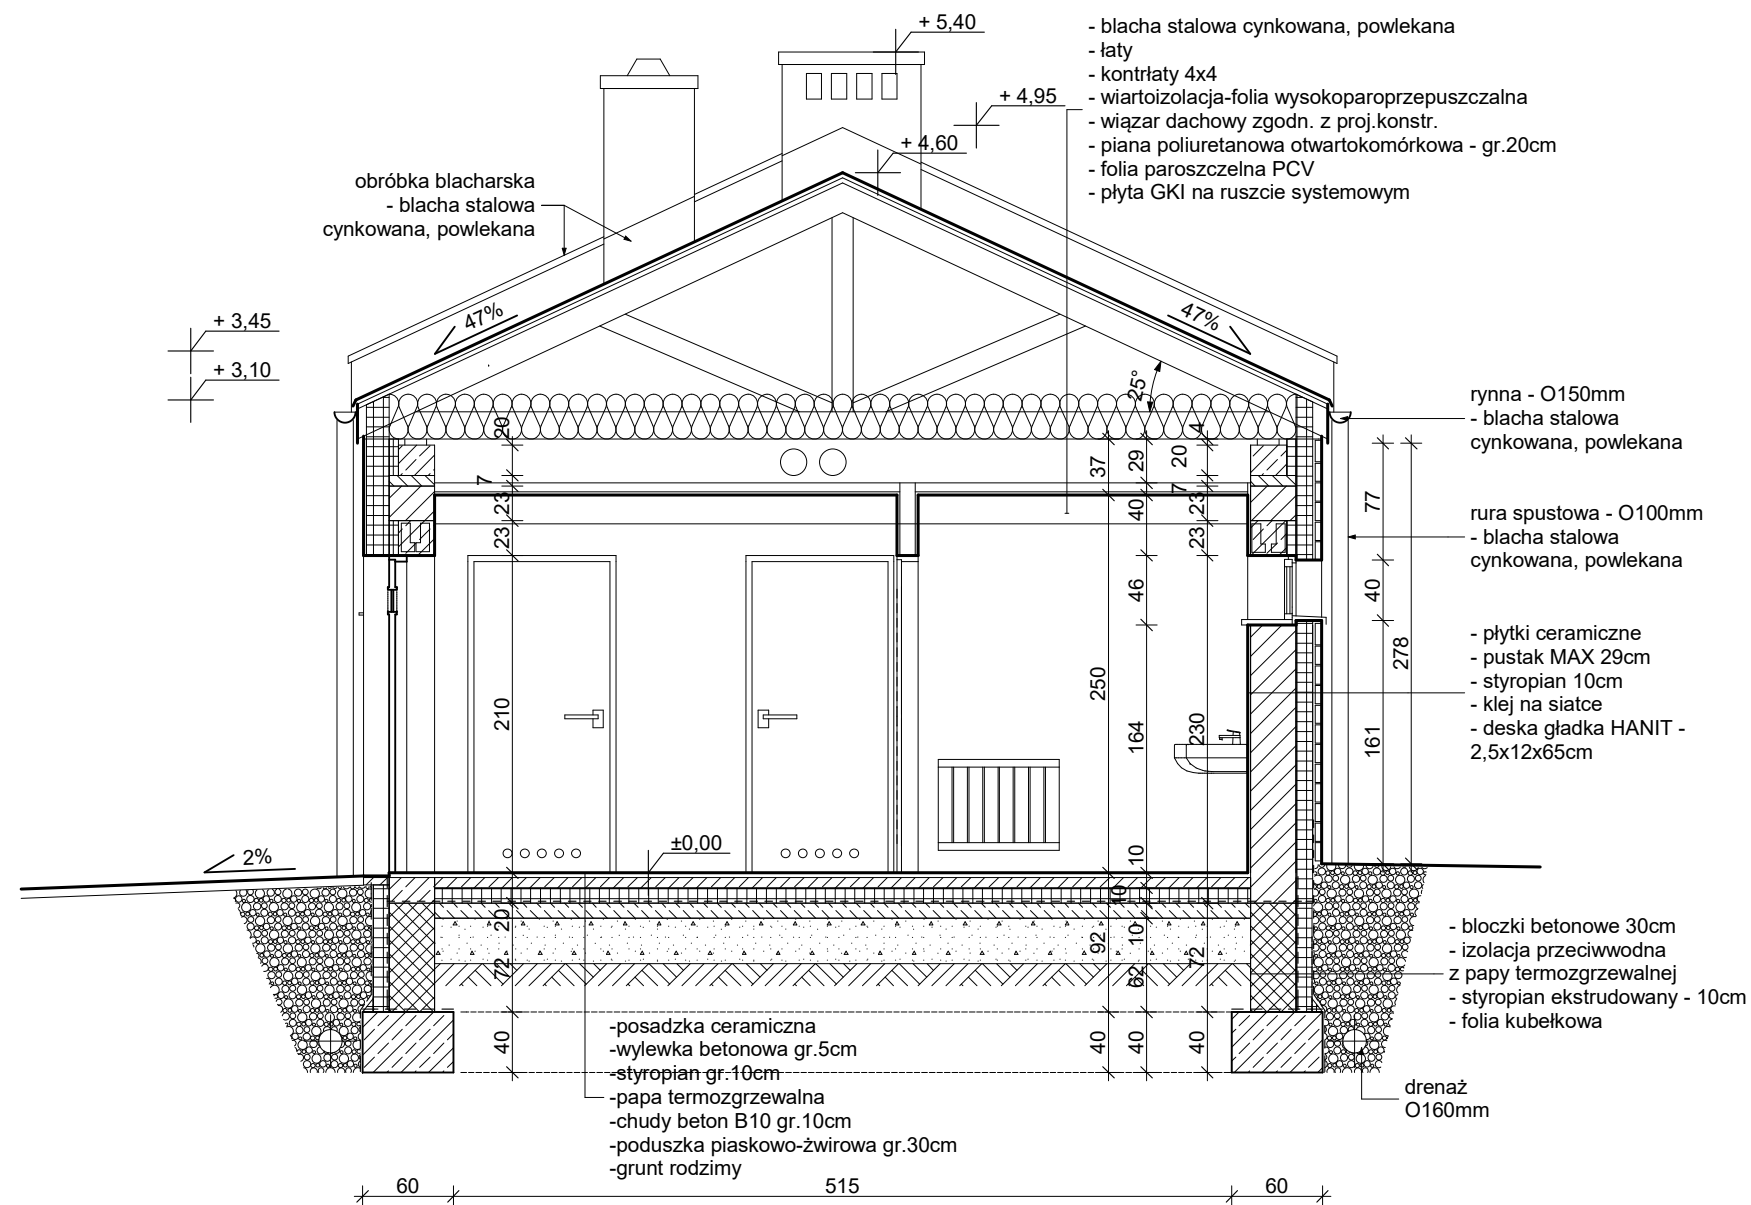 + 5,40
- blacha stalowa cynkowana, powlekana
- łaty
- kontrłaty 4x4
- wiartoizolacja-folia wysokoparoprzepuszczalna
- wiązar dachowy zgodn. z proj.konstr.
- piana poliuretanowa otwartokomórkowa - gr.20cm
- folia paroszczelna PCV
- płyta GKI na ruszcie systemowym
+ 4,95
+ 4,60
obróbka blacharska
- blacha stalowa
cynkowana, powlekana
47%
47%
+ 3,45
+ 3,10
25°
rynna - O150mm
- blacha stalowa
cynkowana, powlekana
rura spustowa - O100mm
- blacha stalowa
cynkowana, powlekana
- płytki ceramiczne
- pustak MAX 29cm
- styropian 10cm
- klej na siatce
- deska gładka HANIT -
2,5x12x65cm
20
7
23
23
210
20
72
40
37
250
92
40
29
40
46
164
10
10
10
62
40
4
20
7
23
23
230
72
40
77
40
161
278
2%
±0,00
- bloczki betonowe 30cm
- izolacja przeciwwodna
z papy termozgrzewalnej
- styropian ekstrudowany - 10cm
- folia kubełkowa
-posadzka ceramiczna
-wylewka betonowa gr.5cm
-styropian gr.10cm
-papa termozgrzewalna
-chudy beton B10 gr.10cm
-poduszka piaskowo-żwirowa gr.30cm
-grunt rodzimy
drenaż
O160mm
60
515
60